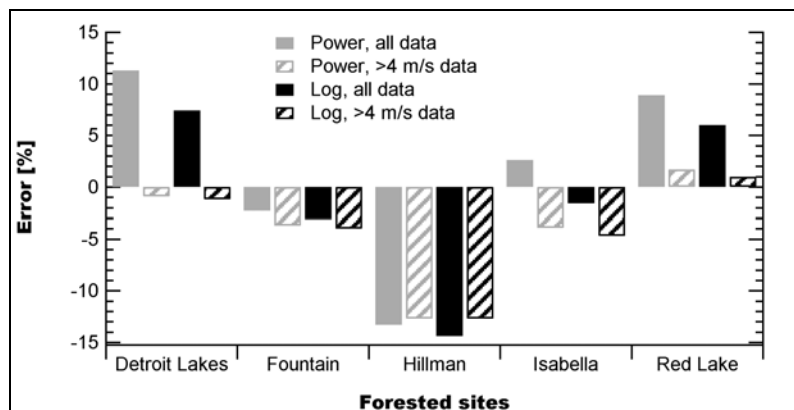 Error [%]
15
10
5
0
-5
-10
-15
Power, all data
Power, >4 m/s data
Log, all data
Log, >4 m/s data
Detroit Lakes Fountain Hillman Isabella Red Lake
Forested sites